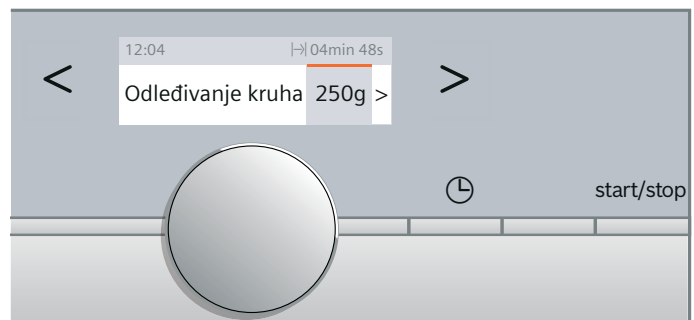 12:04 04min 48s
< Odleđivanje kruha 250g > >
start/stop